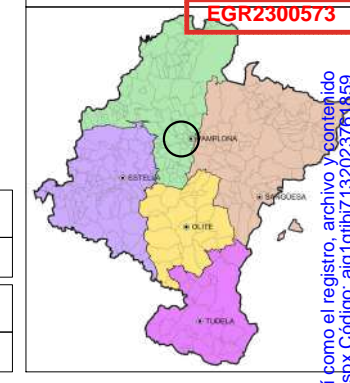 EGR2300573
PAMPLONA
ESTELLA
SANGÜESA
OLITE
TUDELA
í como el registro, archivo y contenido